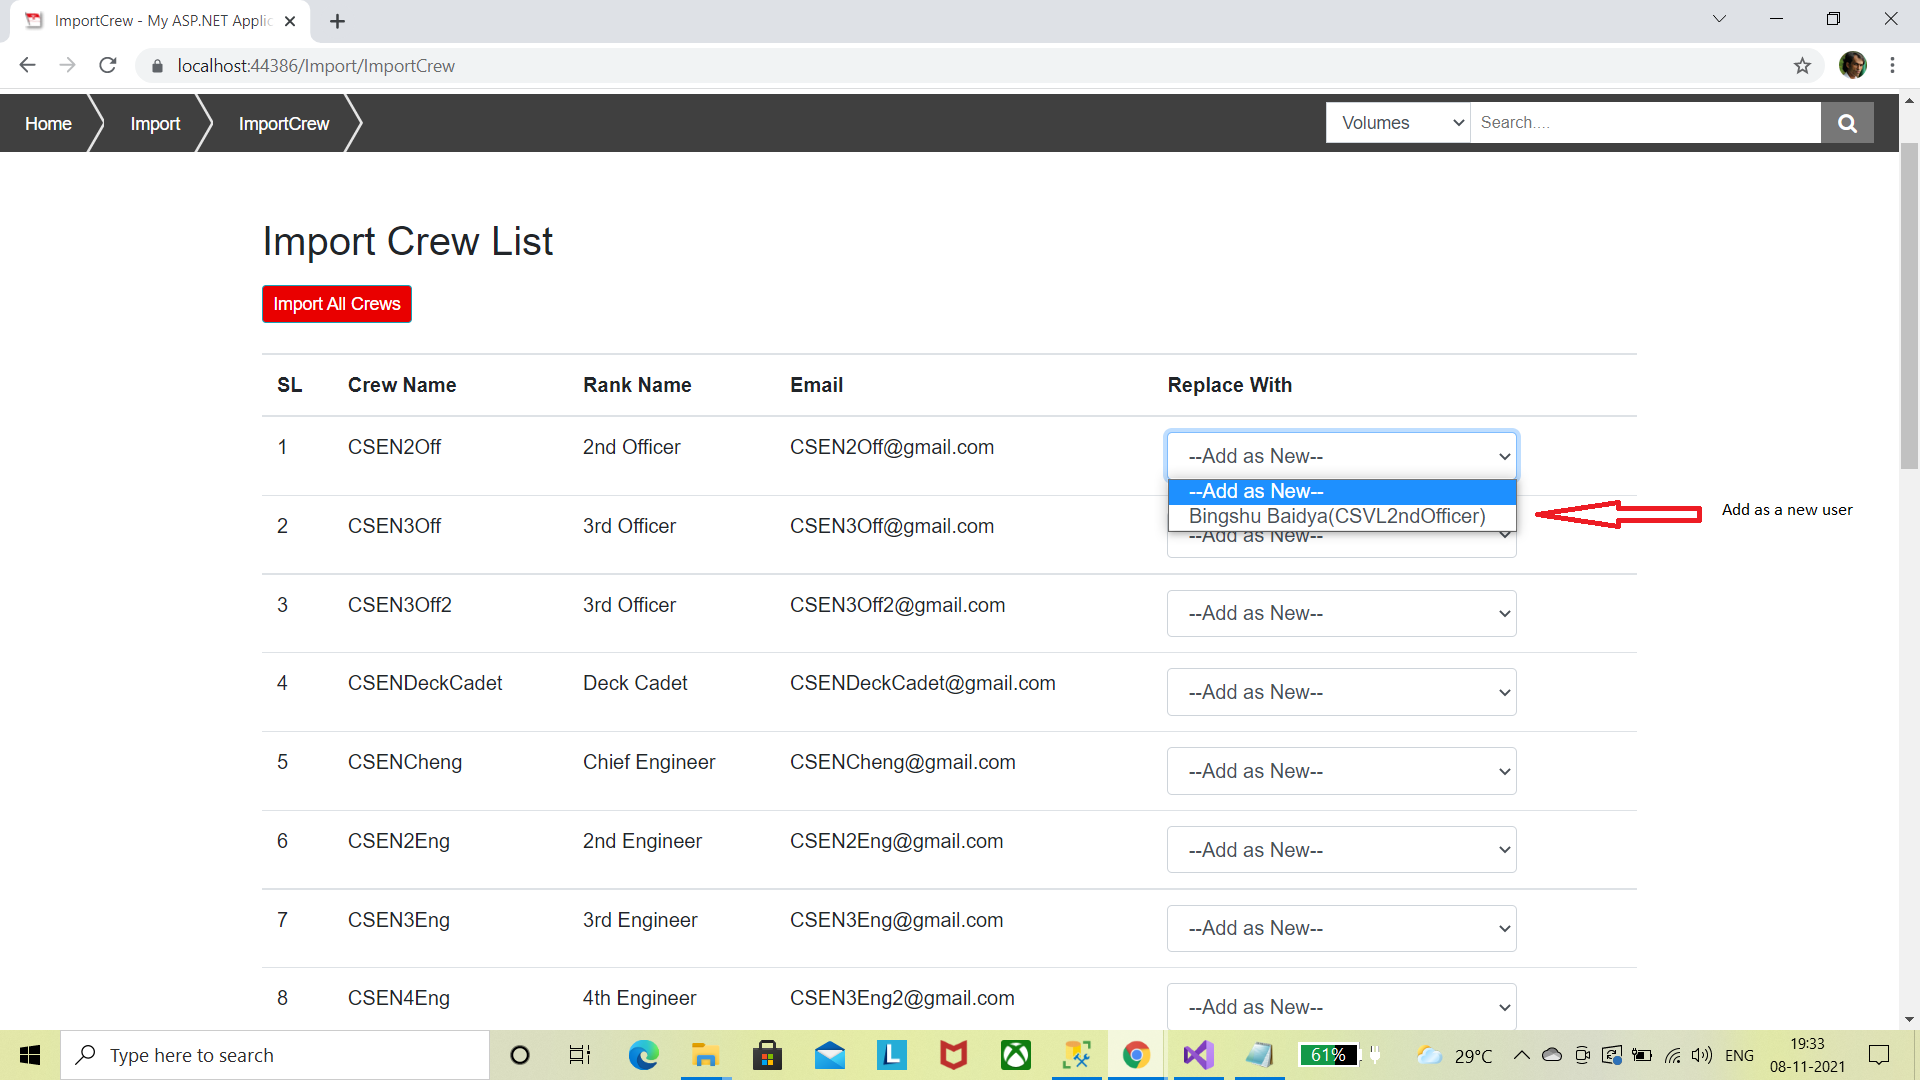 ImportCrew - My ASP.NET Applic
localhost:44386/Import/ImportCrew
Home Import ImportCrew Volumes Search....
Import Crew List
Import All Crews
SL Crew Name Rank Name Email Replace With
1 CSEN2Off 2nd Officer CSEN2Off@gmail.com --Add as New--
--Add as New--
Bingshu Baidya(CSVL2ndOfficer) Add as a new user
2 CSEN3Off 3rd Officer CSEN3Off@gmail.com --Add as New--
3 CSEN3Off2 3rd Officer CSEN3Off2@gmail.com --Add as New--
4 CSENDeckCadet Deck Cadet CSENDeckCadet@gmail.com --Add as New--
5 CSENCheng Chief Engineer CSENCheng@gmail.com --Add as New--
6 CSEN2Eng 2nd Engineer CSEN2Eng@gmail.com --Add as New--
7 CSEN3Eng 3rd Engineer CSEN3Eng@gmail.com --Add as New--
8 CSEN4Eng 4th Engineer CSEN3Eng2@gmail.com --Add as New--
Type here to search L 61% 29°C ENG 19:33
08-11-2021